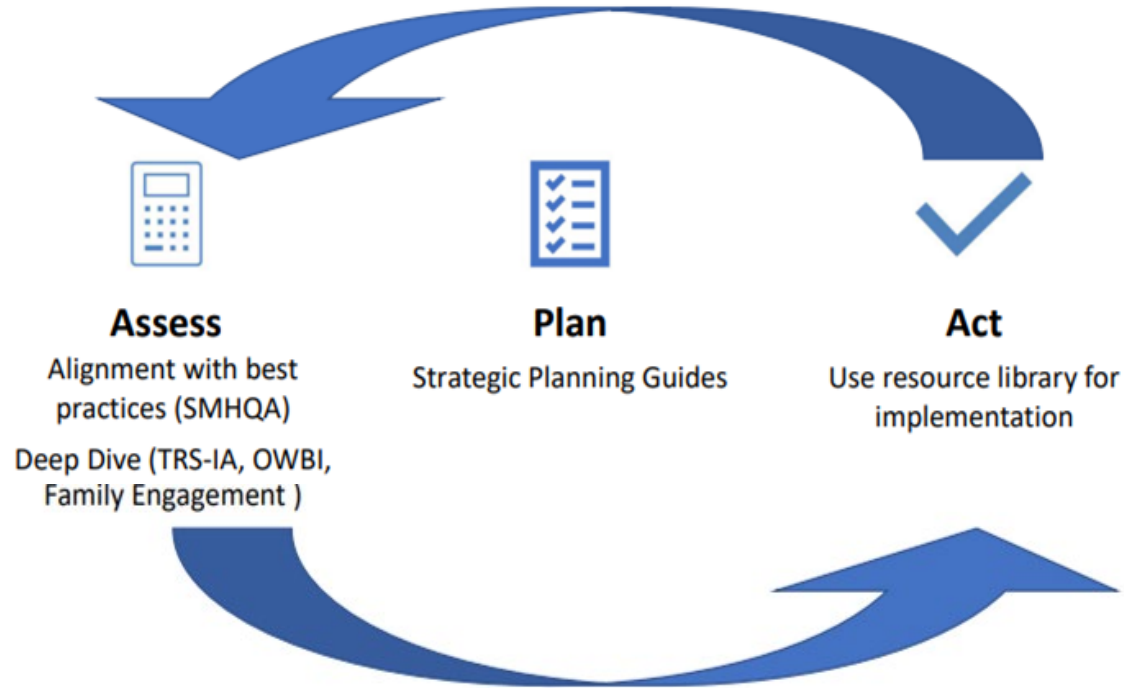 Assess
Alignment with best
practices (SMHQA)
Deep Dive (TRS-IA, OWBI,
Family Engagement )
Plan
Strategic Planning Guides
Act
Use resource library for
implementation